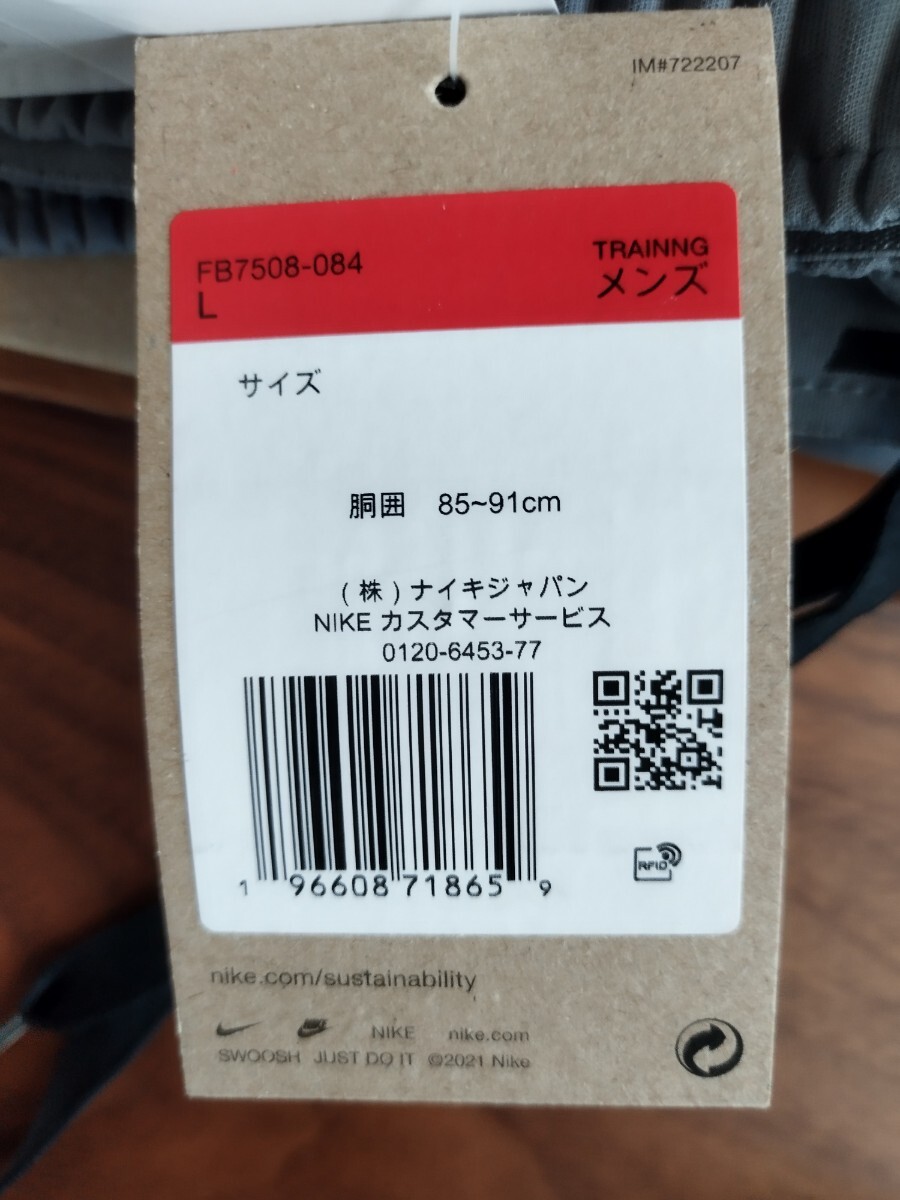 IM#722207
FB7508-084
L
TRAINNG
メンズ
サイズ
胴囲 85~91cm
(株)ナイキジャパン
NIKE カスタマーサービス
0120-6453-77
1 96608 71865 9
RFID
nike.com/sustainability
NIKE nike.com
SWOOSH JUST DO IT ©2021 Nike